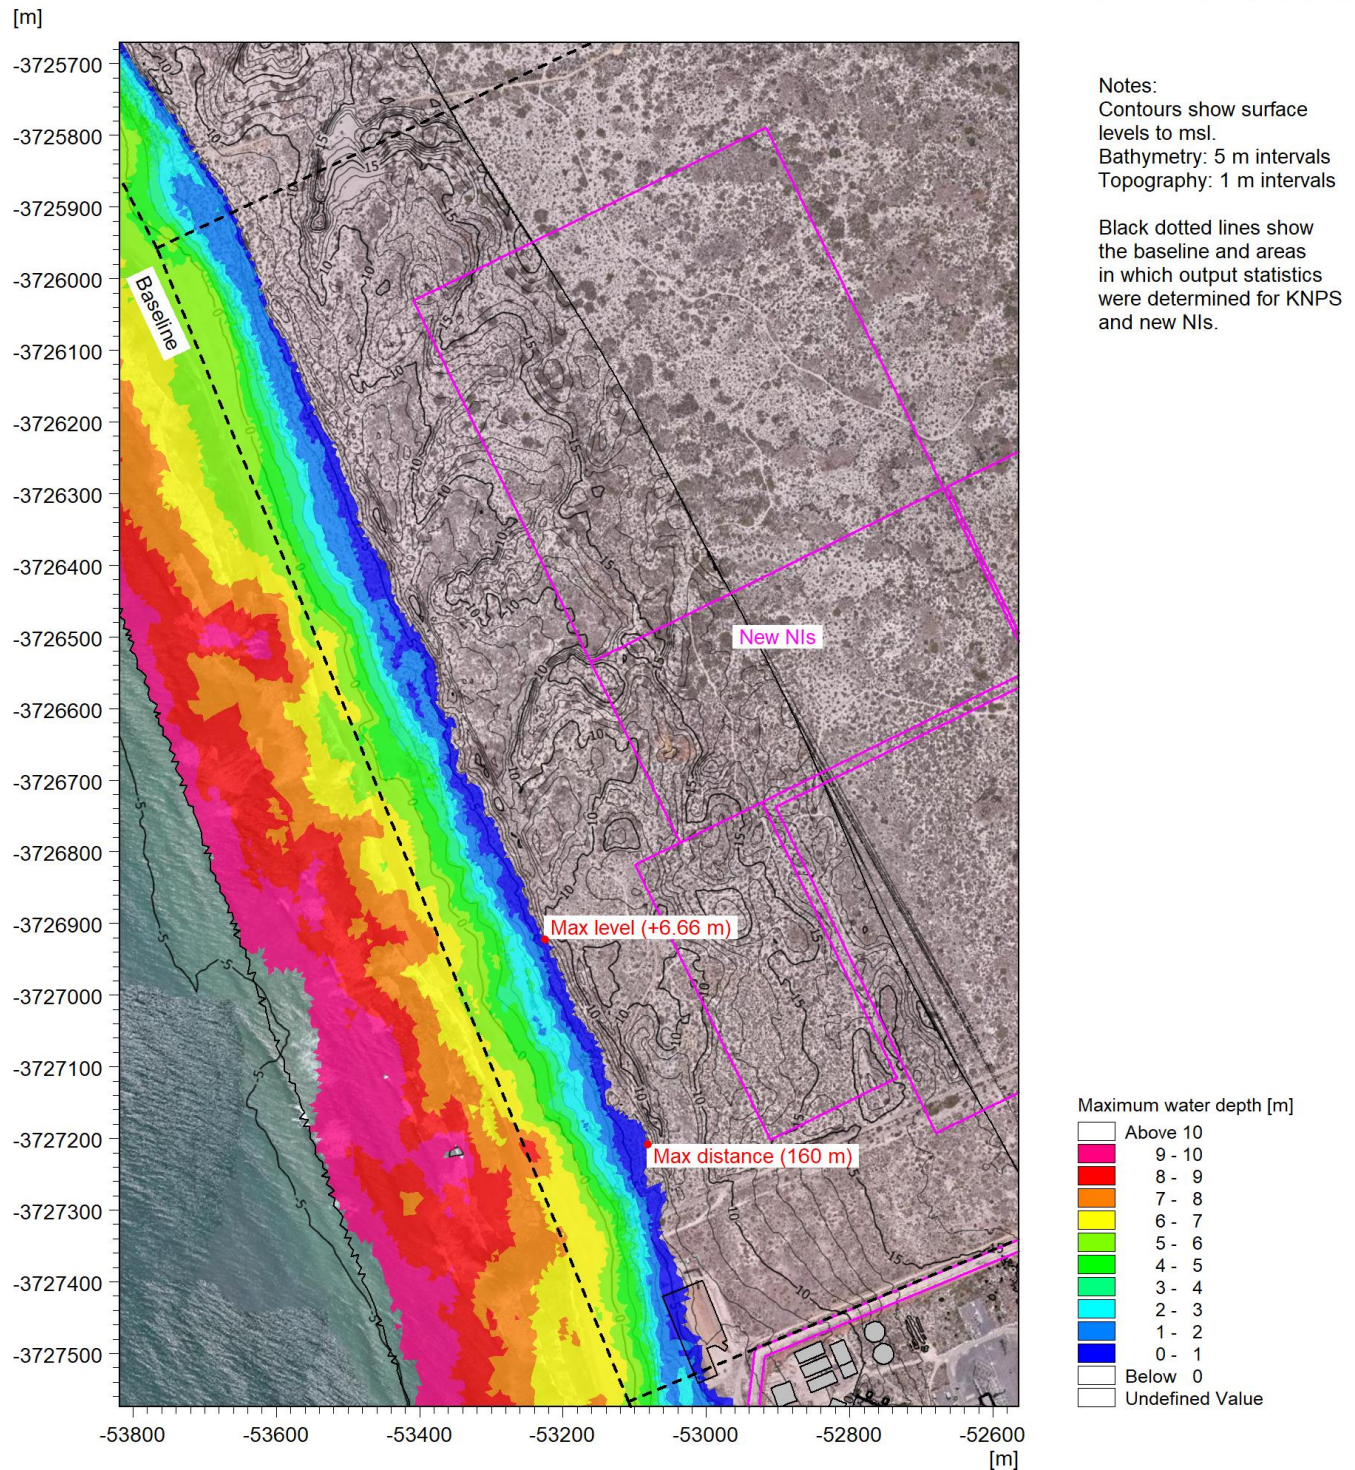 [m]
-3725700
-3725800
-3725900
-3726000
-3726100
-3726200
-3726300
-3726400
-3726500
-3726600
-3726700
-3726800
-3726900
-3727000
-3727100
-3727200
-3727300
-3727400
-3727500
Baseline
New NIs
Max level (+6.66 m)
Max distance (160 m)
-53800 -53600 -53400 -53200 -53000 -52800 -52600
[m]
Notes:
Contours show surface
levels to msl.
Bathymetry: 5 m intervals
Topography: 1 m intervals
Black dotted lines show
the baseline and areas
in which output statistics
were determined for KNPS
and new NIs.
Maximum water depth [m]
Above 10
9 - 10
8 - 9
7 - 8
6 - 7
5 - 6
4 - 5
3 - 4
2 - 3
1 - 2
0 - 1
Below 0
Undefined Value